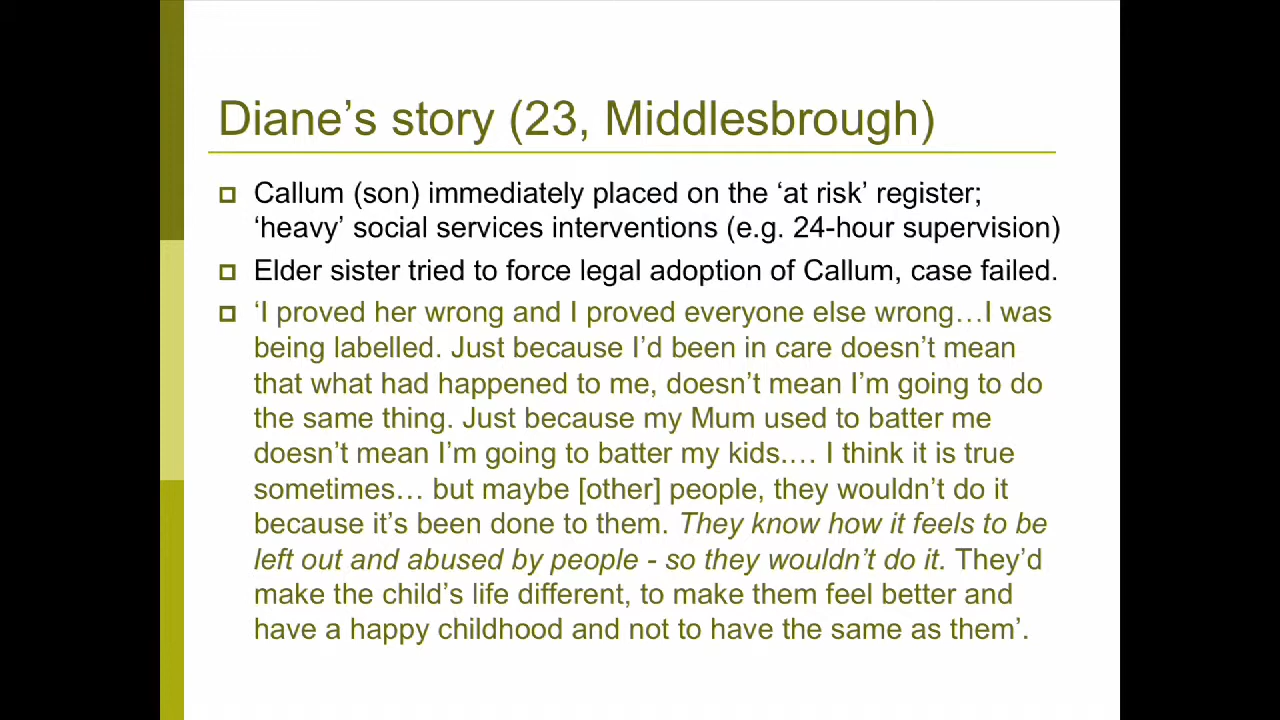 Diane’s story (23, Middlesbrough)
Callum (son) immediately placed on the ‘at risk’ register;
‘heavy’ social services interventions (e.g. 24-hour supervision)
Elder sister tried to force legal adoption of Callum, case failed.
‘I proved her wrong and I proved everyone else wrong…I was
being labelled. Just because I’d been in care doesn’t mean
that what had happened to me, doesn’t mean I’m going to do
the same thing. Just because my Mum used to batter me
doesn’t mean I’m going to batter my kids.… I think it is true
sometimes… but maybe [other] people, they wouldn’t do it
because it’s been done to them. They know how it feels to be
left out and abused by people - so they wouldn’t do it. They’d
make the child’s life different, to make them feel better and
have a happy childhood and not to have the same as them’.